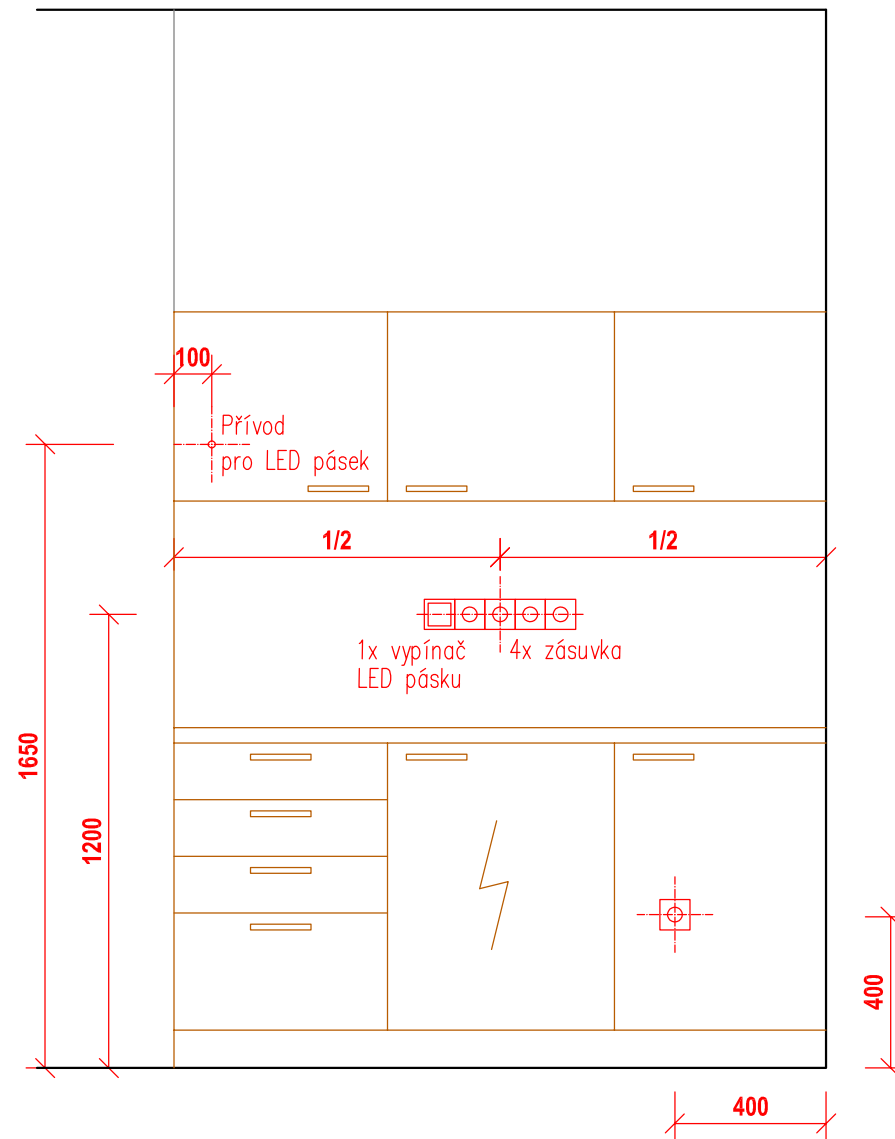 100
Přívod
pro LED pásek
1/2
1/2
1x vypínač
LED pásku
4x zásuvka
1650
1200
400
400